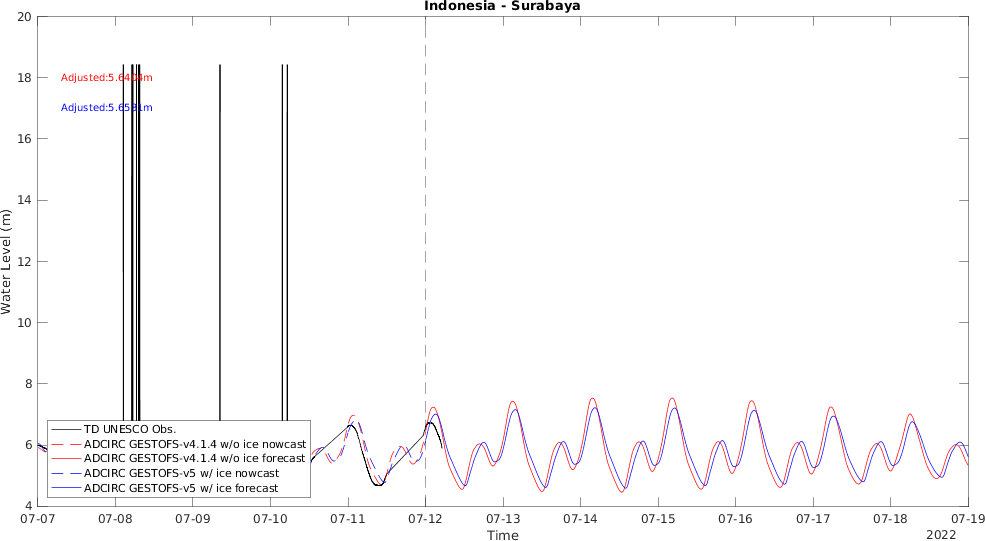 Indonesia - Surabaya
Water Level (m)
20
18
16
14
12
10
8
6
4
Adjusted:5.6404m
Adjusted:m
TD UNESCO Obs.
ADCIRC GESTOFS-v4.1.4 w/o ice nowcast
ADCIRC GESTOFS-v4.1.4 w/o ice forecast
ADCIRC GESTOFS-v5 w/ ice nowcast
ADCIRC GESTOFS-v5 w/ ice forecast
07-07 07-08 07-09 07-10 07-11 07-12 07-13 07-14 07-15 07-16 07-17 07-18 07-19
Time
2022